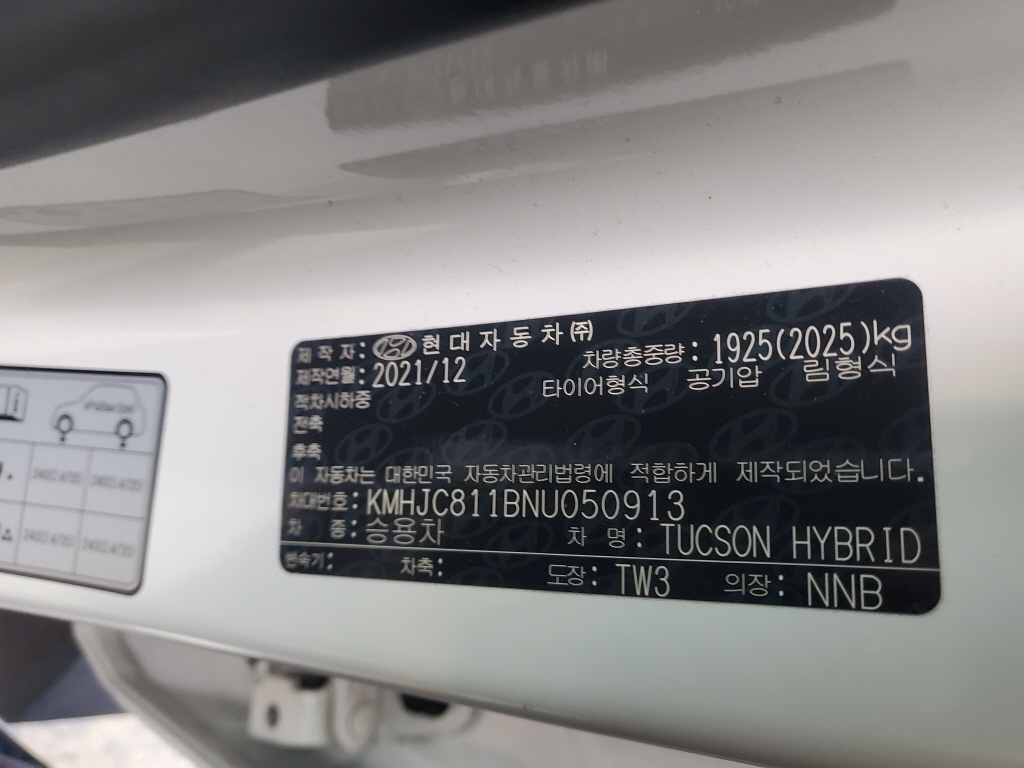 제 작 자: 현대자동차㈜
제작연월: 2021/12 차량총중량: 1925(2025)kg
적차시하중 타이어형식 공기압 림형식
전축
후축
이 자동차는 대한민국 자동차관리법령에 적합하게 제작되었습니다.
차대번호: KMHJC811BNU050913
차 종: 승용차 차 명: TUCSON HYBRID
변속기: 차축: 도장: TW3 의장: NNB